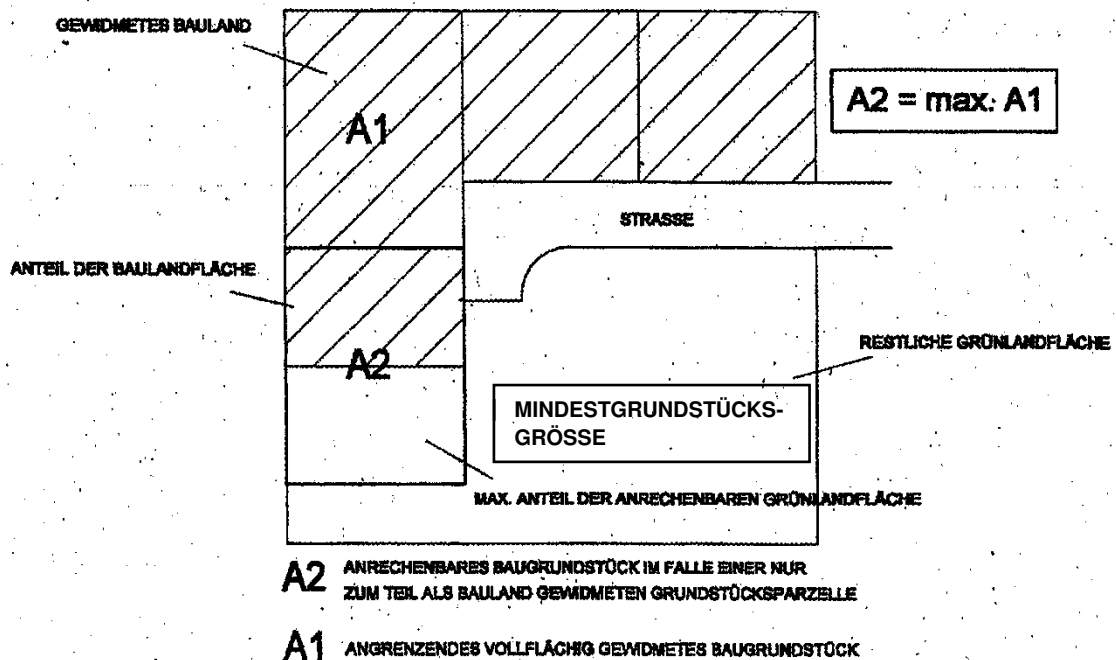 GEWIDMETES BAULAND
A2 = max. A1
A1
STRASSE
ANTEIL DER BAULANDFLÄCHE
RESTLICHE GRÜNLANDFLÄCHE
A2
MINDESTGRUNDSTÜCKS-
GRÖSSE
MAX. ANTEIL DER ANRECHENBAREN GRÜNLANDFLÄCHE
A2 ANRECHENBARES BAUGRUNDSTÜCK IM FALLE EINER NUR
ZUM TEIL ALS BAULAND GEWIDMETEN GRUNDSTÜCKSPARZELLE
A1 ANGRENZENDES VOLLFLÄCHIG GEWIDMETES BAUGRUNDSTÜCK